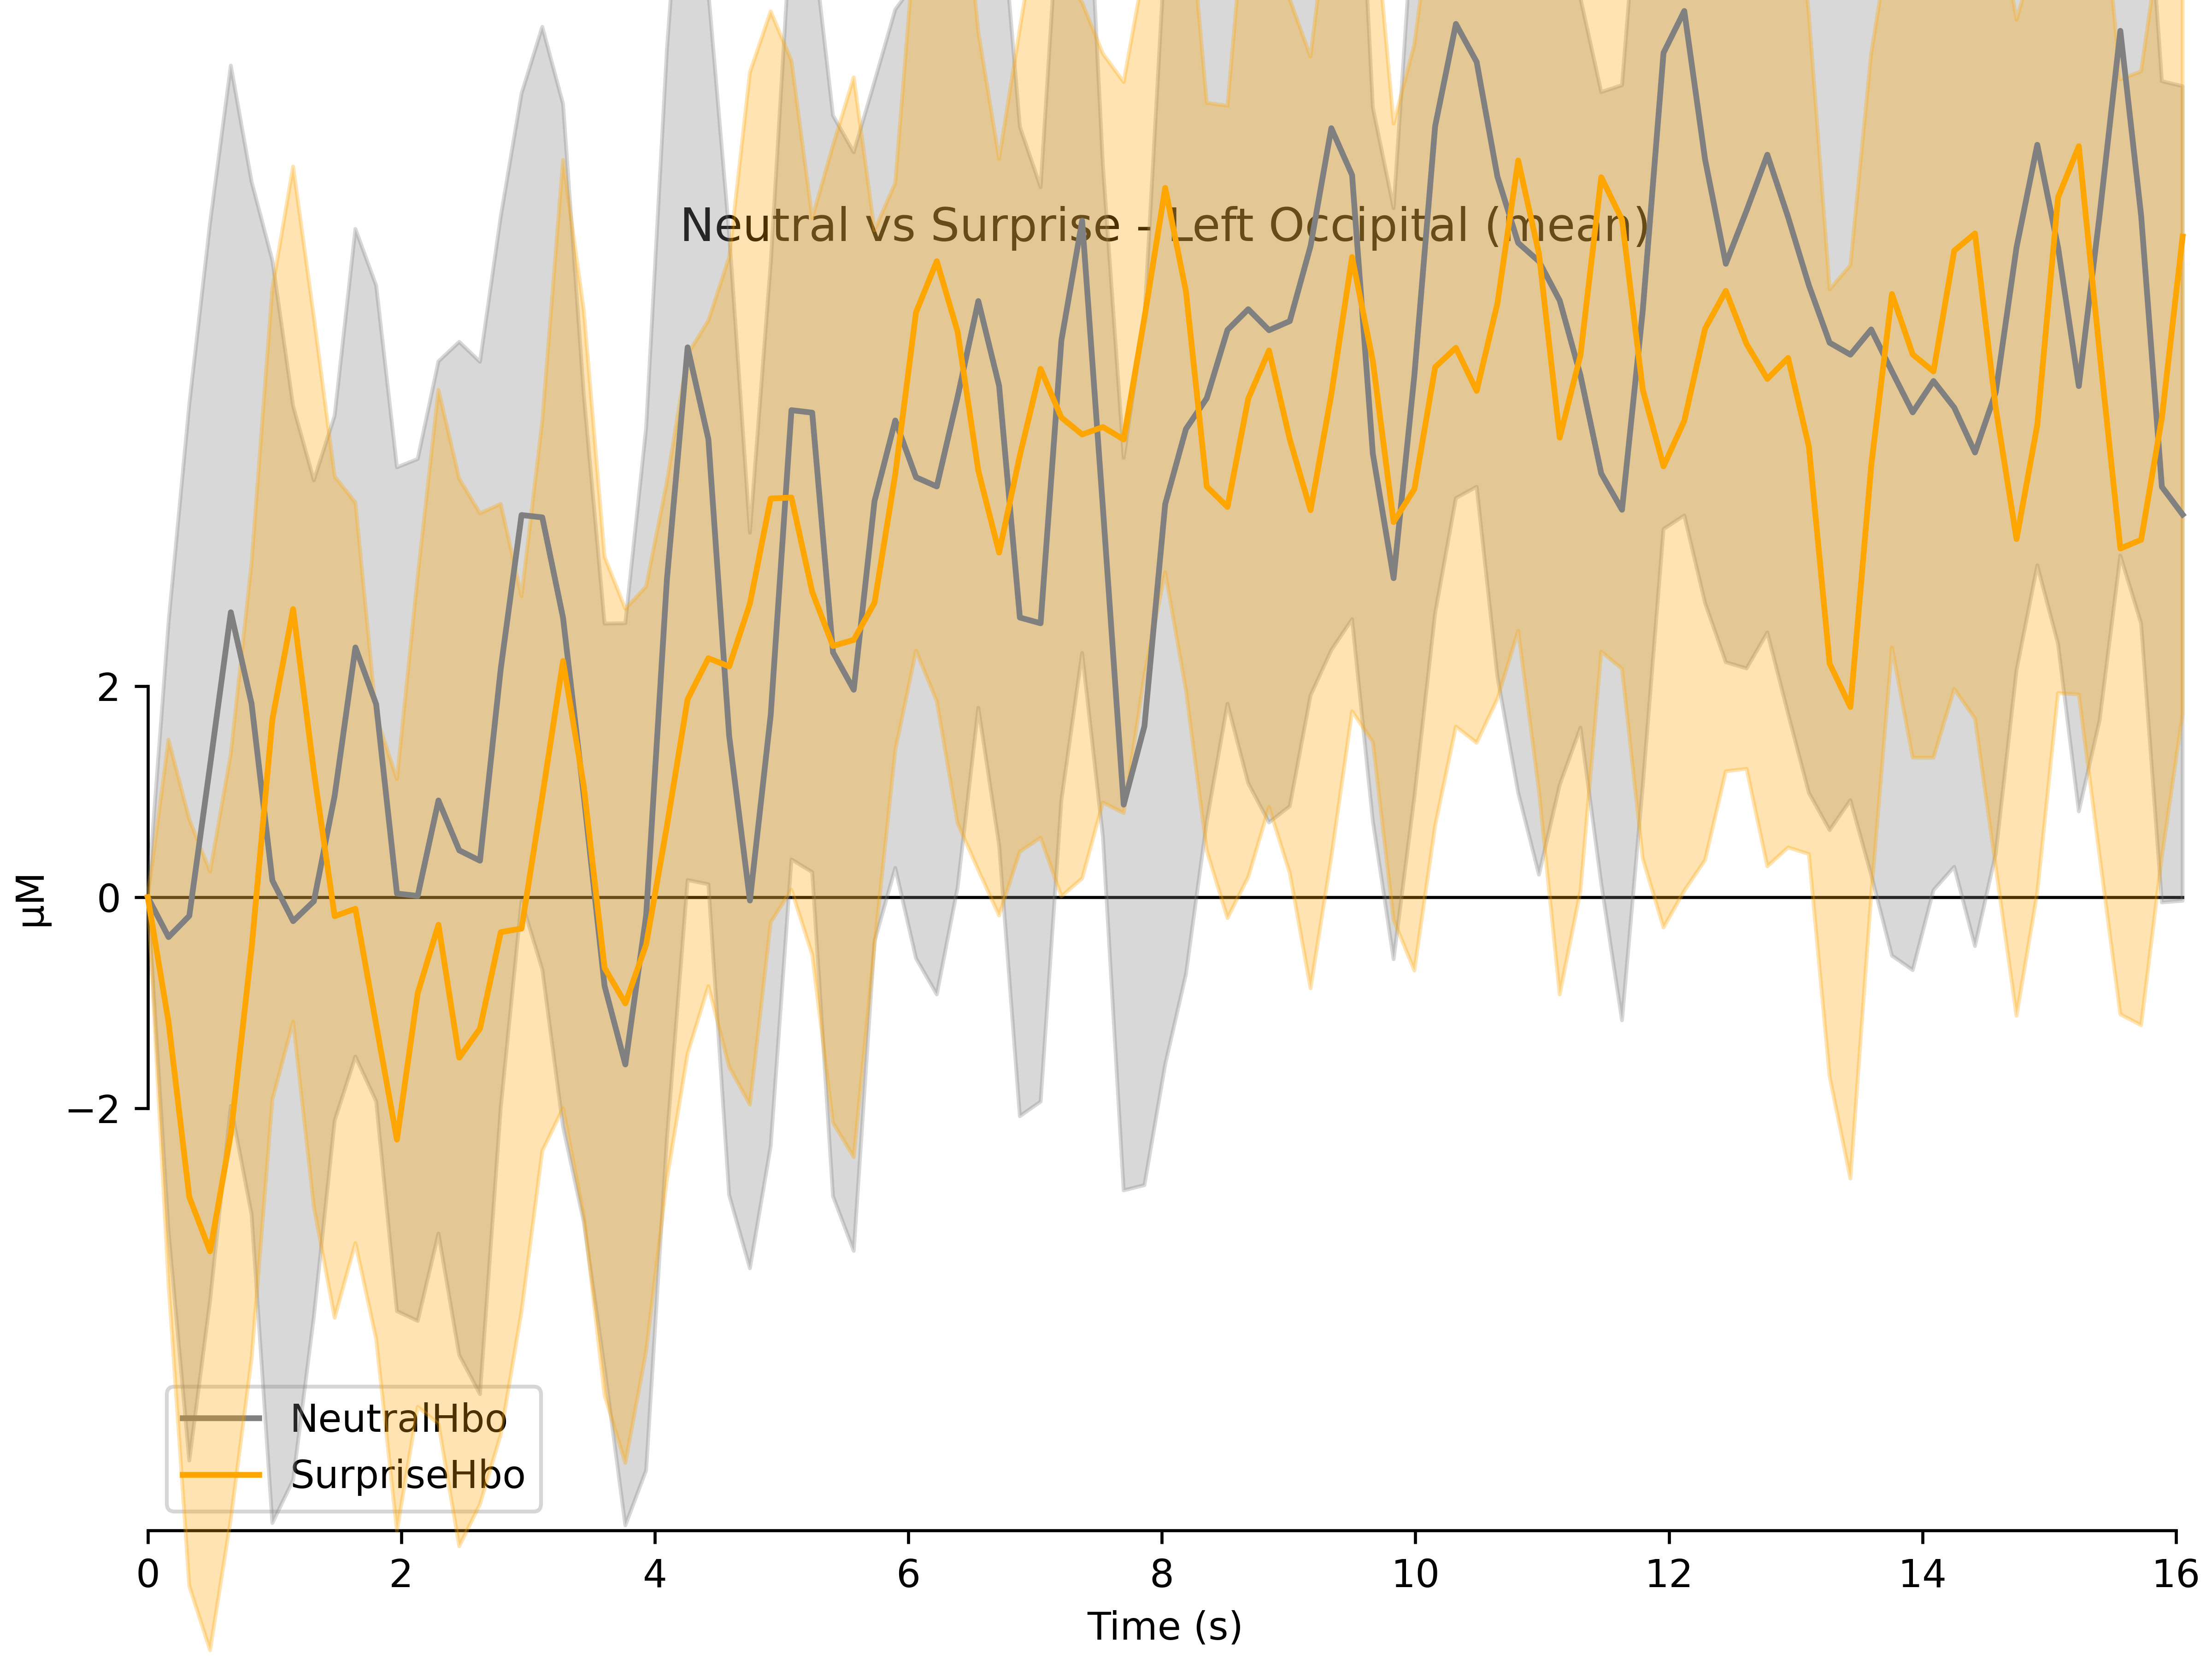 Neutral vs Surprise - Left Occipital (mean)
2
0
−2
µM
NeutralHbo
SurpriseHbo
0 2 4 6 8 10 12 14 16
Time (s)